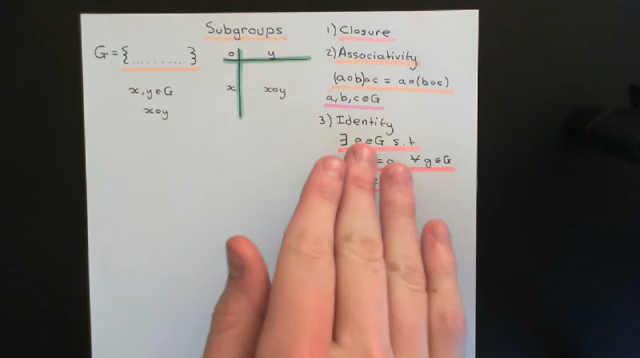 Subgroups
G = {.........}
x, y ∈ G
x∘y
∘ y
x x∘y
1) Closure
2) Associativity
(a∘b)∘c = a∘(b∘c)
a, b, c ∈ G
3) Identity
∃ e ∈ G s.t
= g ∀ g ∈ G